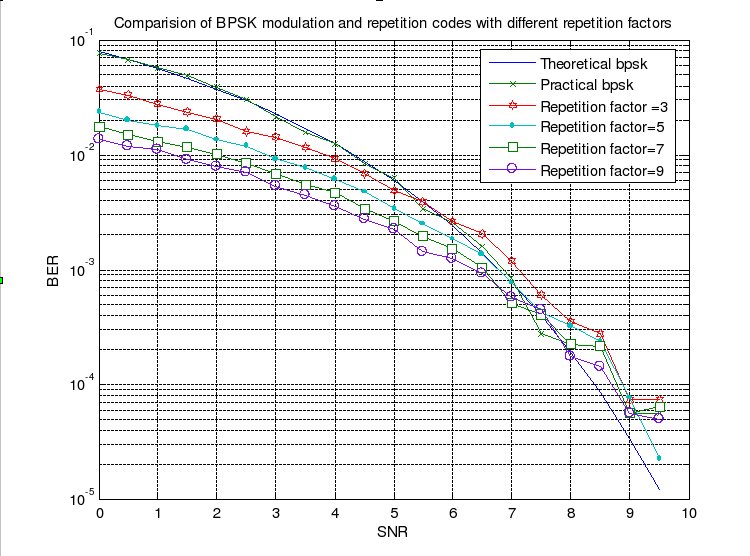 Comparision of BPSK modulation and repetition codes with different repetition factors
10^-1
Theoretical bpsk
Practical bpsk
Repetition factor =3
Repetition factor=5
Repetition factor=7
Repetition factor=9
10^-2
10^-3
10^-4
10^-5
BER
0 1 2 3 4 5 6 7 8 9 10
SNR